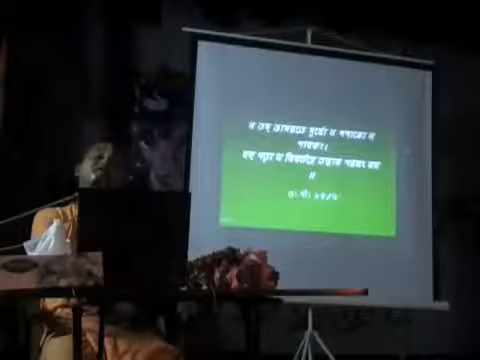 ন তদ্ ভাসয়তে সূর্যো ন শশাঙ্কো ন
পাবকঃ।
যদ্ গত্বা ন নিবর্তন্তে তদ্ধাম পরমং মম
॥